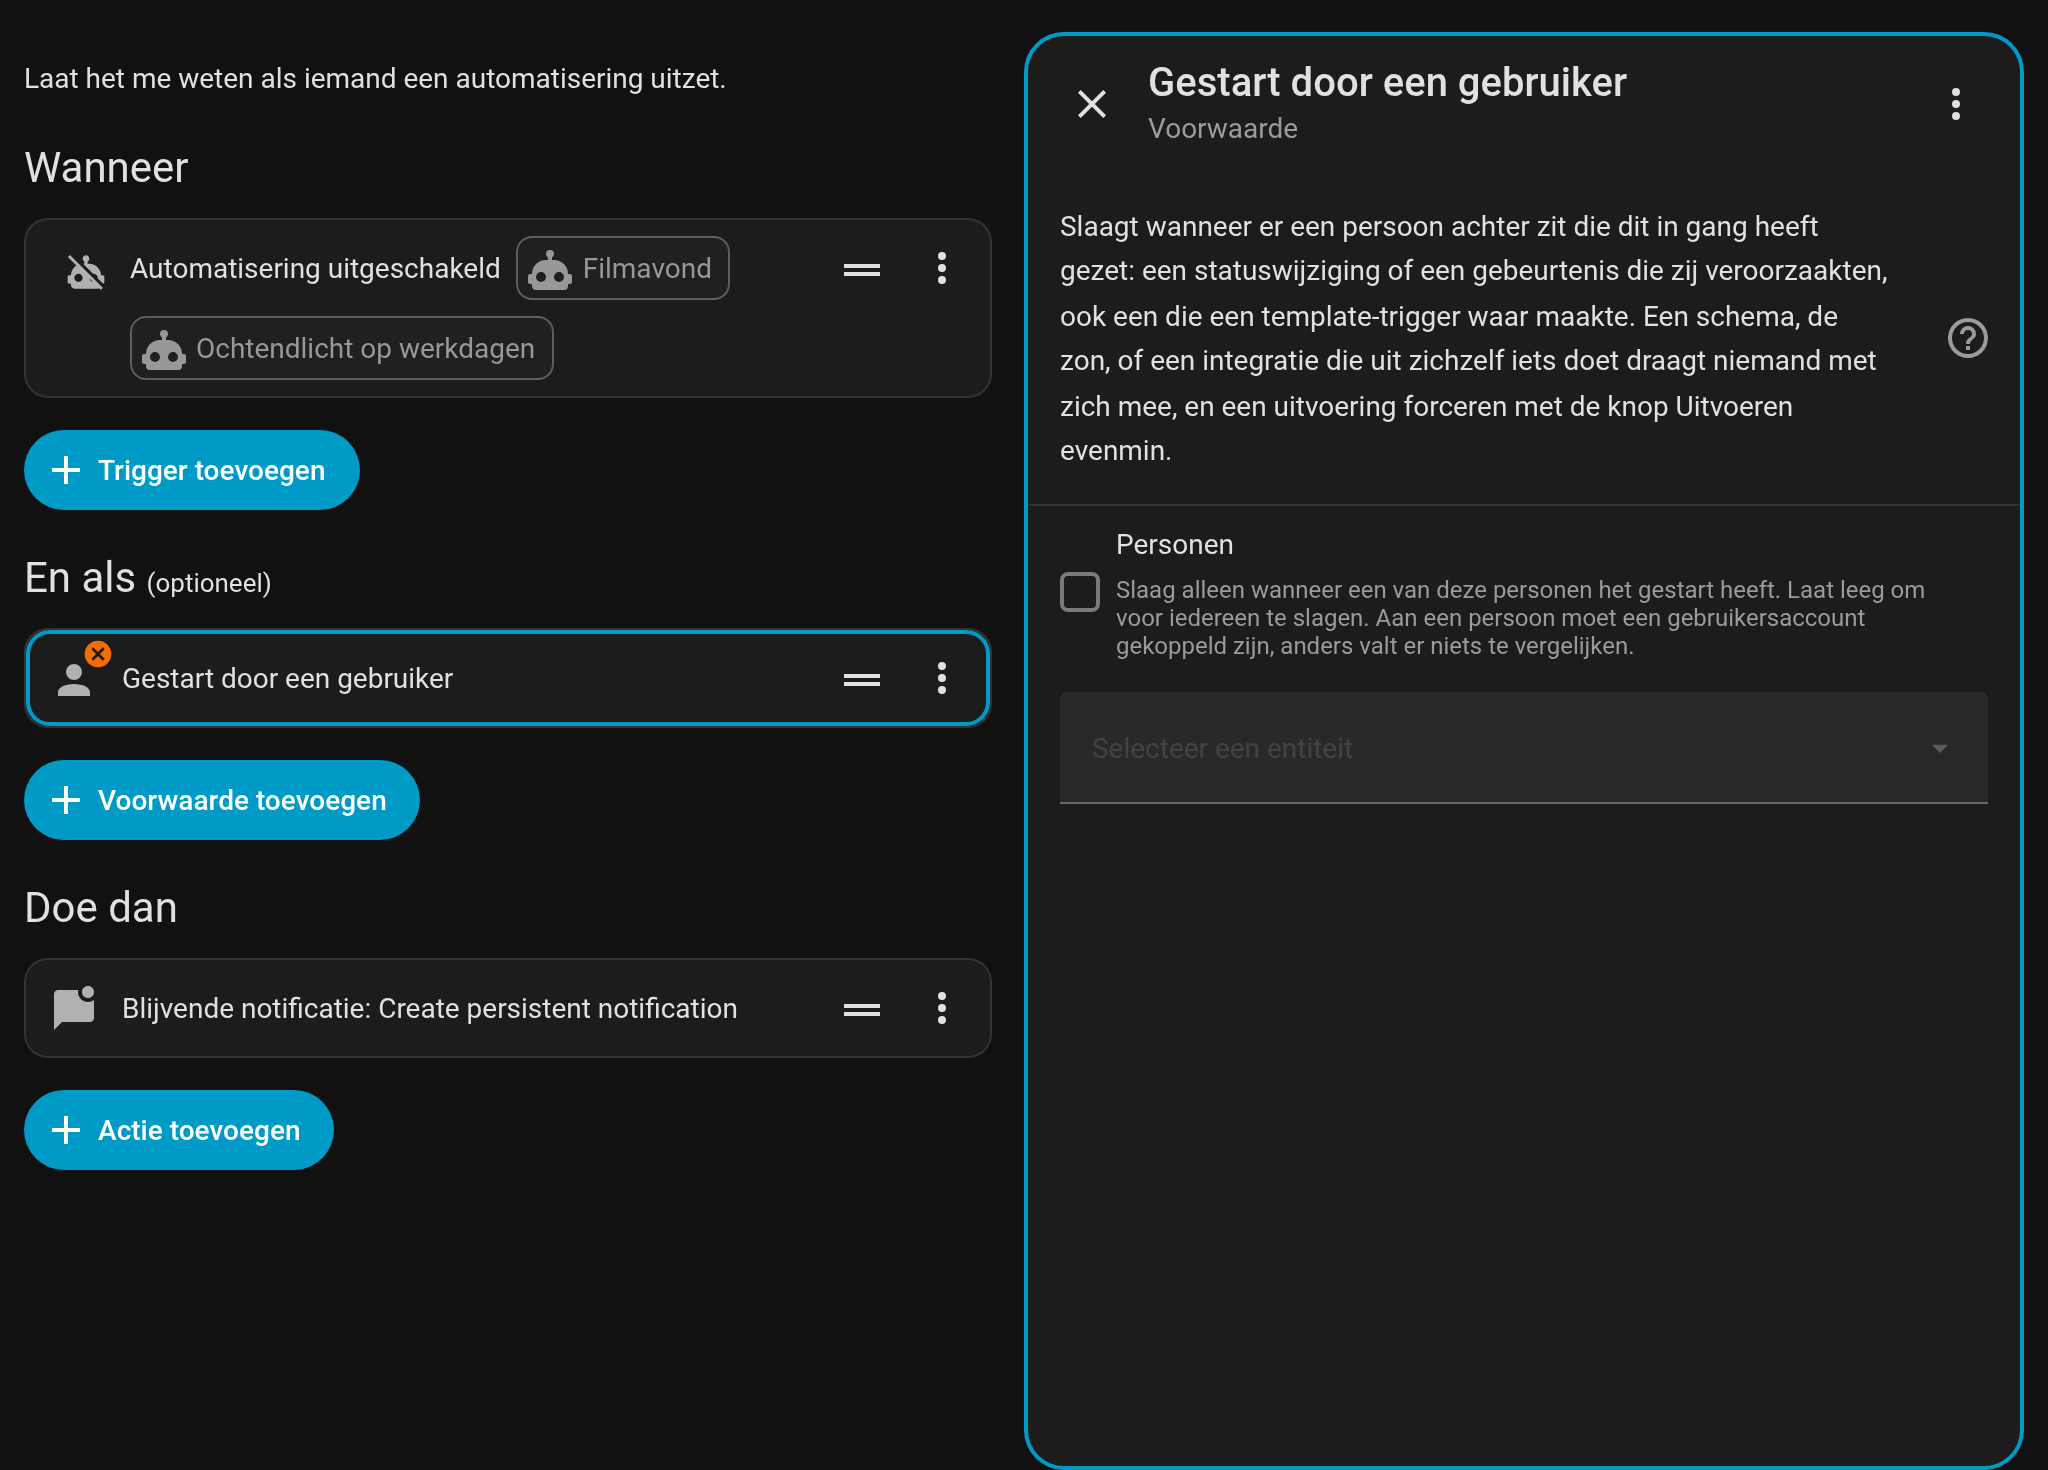 Laat het me weten als iemand een automatisering uitzet.
Wanneer
Automatisering uitgeschakeld Filmavond
Ochtendlicht op werkdagen
Trigger toevoegen
En als (optioneel)
Gestart door een gebruiker
Voorwaarde toevoegen
Doe dan
Blijvende notificatie: Create persistent notification
Actie toevoegen
Gestart door een gebruiker
Voorwaarde
Slaagt wanneer er een persoon achter zit die dit in gang heeft
gezet: een statuswijziging of een gebeurtenis die zij veroorzaakten,
ook een die een template-trigger waar maakte. Een schema, de
zon, of een integratie die uit zichzelf iets doet draagt niemand met
zich mee, en een uitvoering forceren met de knop Uitvoeren
evenmin.
Personen
Slaag alleen wanneer een van deze personen het gestart heeft. Laat leeg om
voor iedereen te slagen. Aan een persoon moet een gebruikersaccount
gekoppeld zijn, anders valt er niets te vergelijken.
Selecteer een entiteit